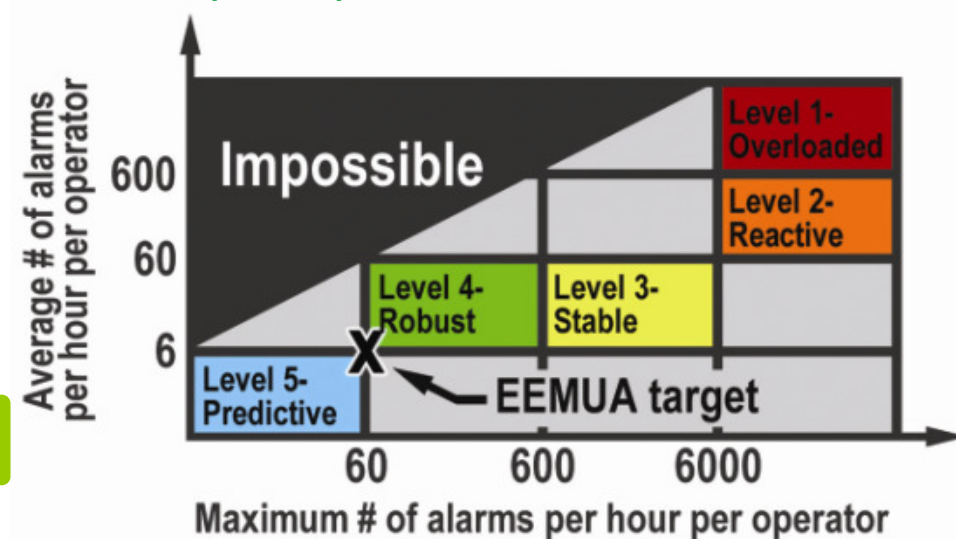 Average # of alarms
per hour per operator
600
60
6
Impossible
Level 1-
Overloaded
Level 2-
Reactive
Level 4-
Robust
Level 3-
Stable
Level 5-
Predictive
X
EEMUA target
60
600
6000
Maximum # of alarms per hour per operator